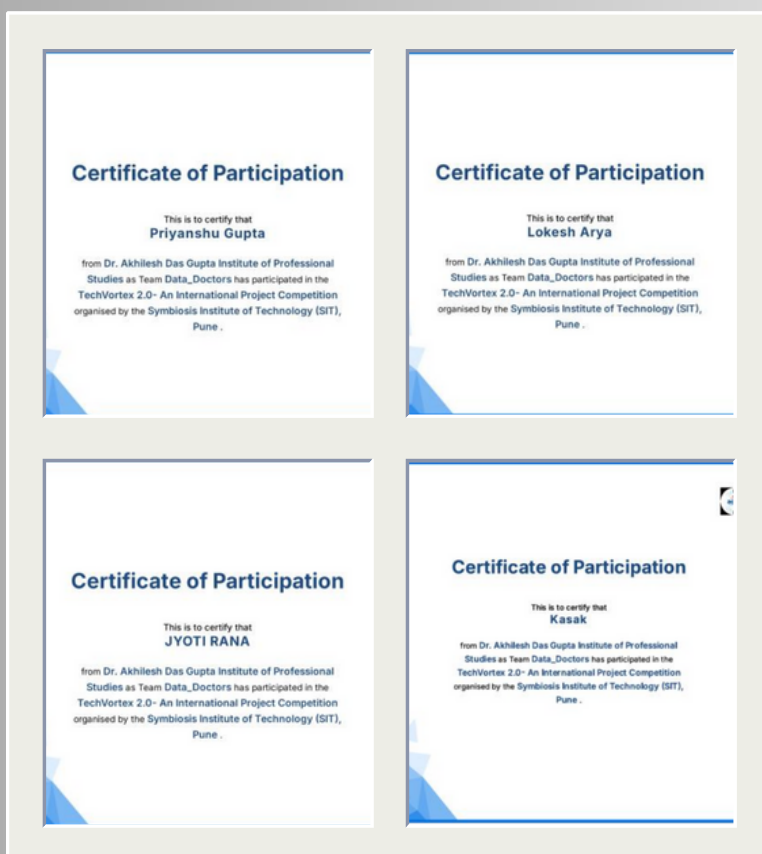 Certificate of Participation
This is to certify that
Priyanshu Gupta
from Dr. Akhilesh Das Gupta Institute of Professional
Studies as Team Data_Doctors has participated in the
TechVortex 2.0- An International Project Competition
organised by the Symbiosis Institute of Technology (SIT),
Pune .
Certificate of Participation
This is to certify that
Lokesh Arya
from Dr. Akhilesh Das Gupta Institute of Professional
Studies as Team Data_Doctors has participated in the
TechVortex 2.0- An International Project Competition
organised by the Symbiosis Institute of Technology (SIT),
Pune .
Certificate of Participation
This is to certify that
JYOTI RANA
from Dr. Akhilesh Das Gupta Institute of Professional
Studies as Team Data_Doctors has participated in the
TechVortex 2.0- An International Project Competition
organised by the Symbiosis Institute of Technology (SIT),
Pune .
Certificate of Participation
This is to certify that
Kasak
from Dr. Akhilesh Das Gupta Institute of Professional
Studies as Team Data_Doctors has participated in the
TechVortex 2.0- An International Project Competition
organised by the Symbiosis Institute of Technology (SIT),
Pune .